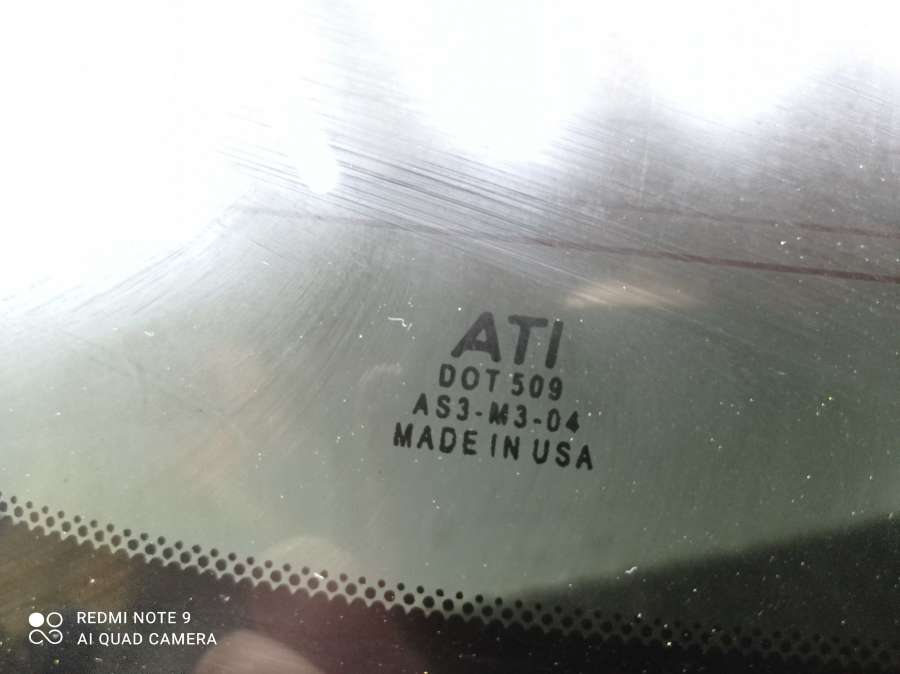 ATI
DOT 509
AS3-M3-04
MADE IN USA
REDMI NOTE 9
AI QUAD CAMERA